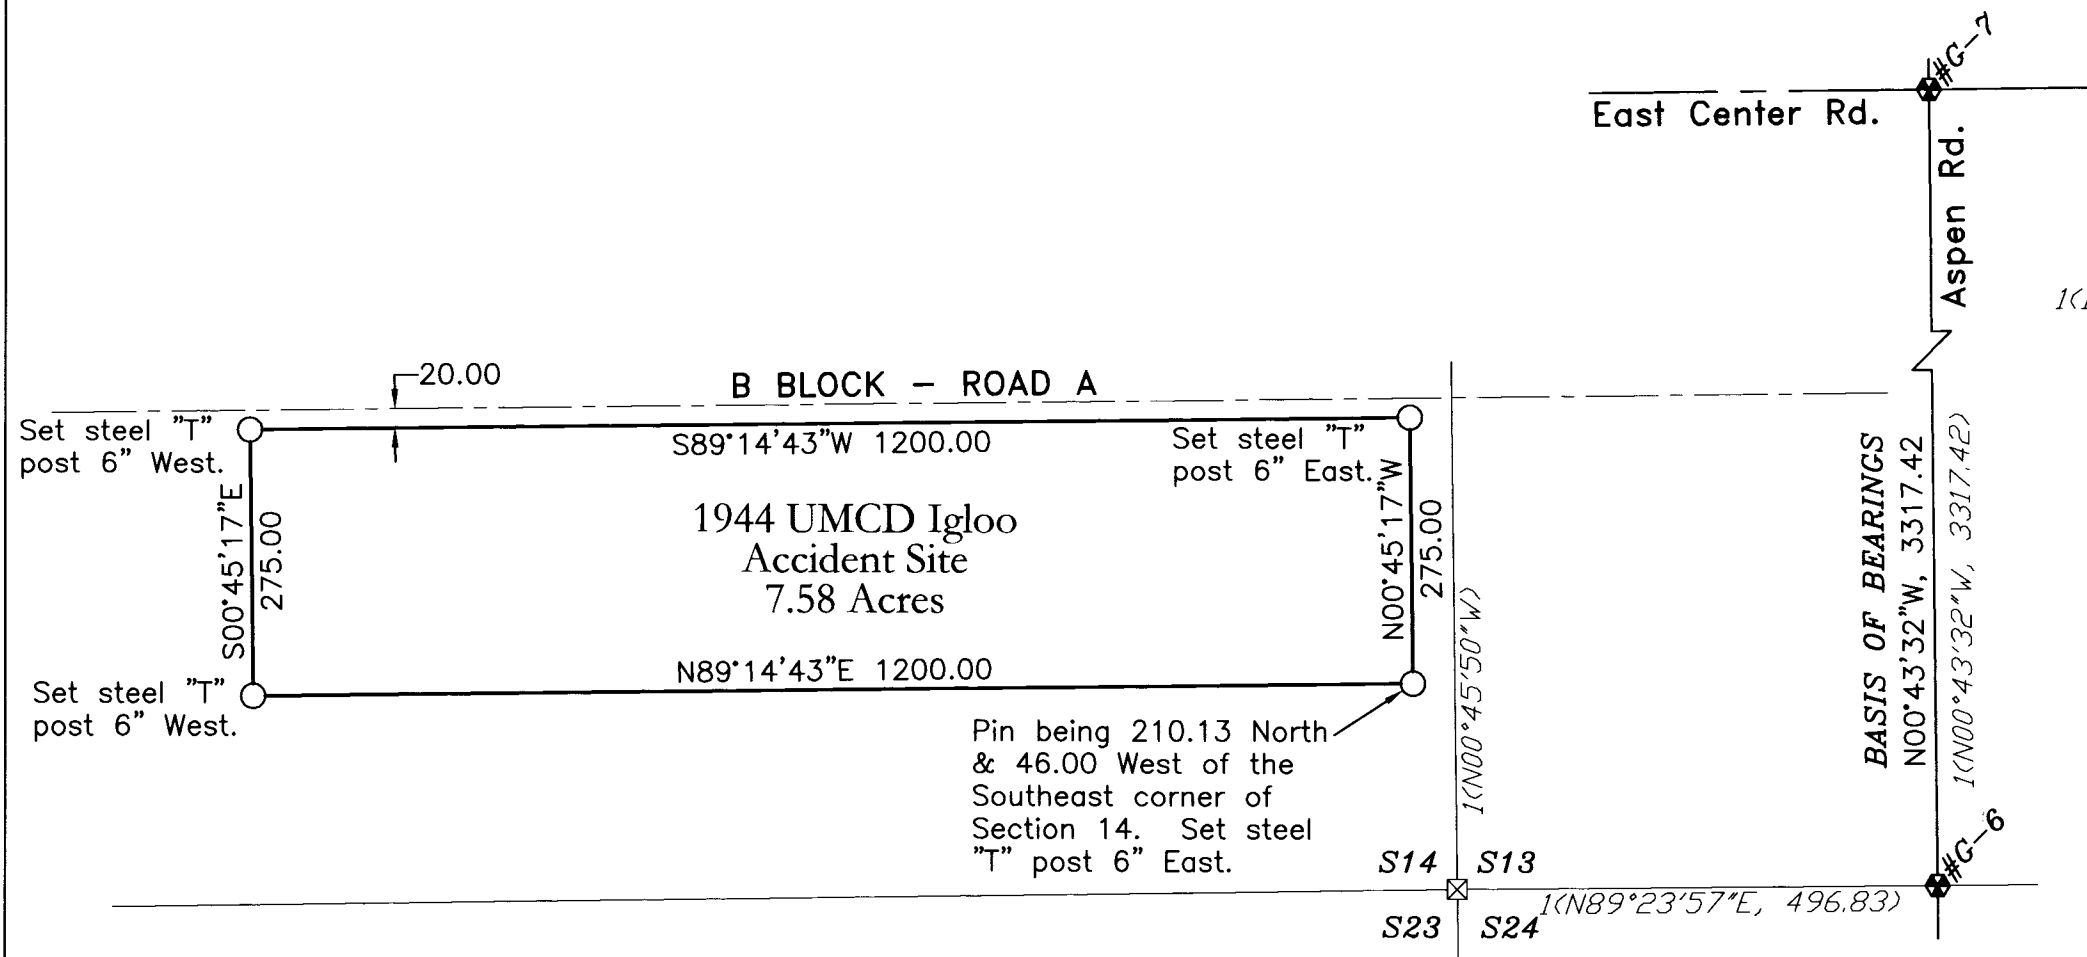 #G-7
East Center Rd.
Aspen Rd.
20.00
B BLOCK - ROAD A
Set steel "T"
post 6" West.
S89°14'43"W 1200.00
Set steel "T"
post 6" East.
S00°45'17"E
275.00
1944 UMCD Igloo
Accident Site
7.58 Acres
N00°45'17"W
275.00
N89°14'43"E 1200.00
Set steel "T"
post 6" West.
Pin being 210.13 North
& 46.00 West of the
Southeast corner of
Section 14. Set steel
"T" post 6" East.
1(N00°45'50"W)
BASIS OF BEARINGS
N00°43'32"W, 3317.42
1(N00°43'32"W, 3317.42)
S14
S13
#G-6
1(N89°23'57"E, 496.83)
S23
S24